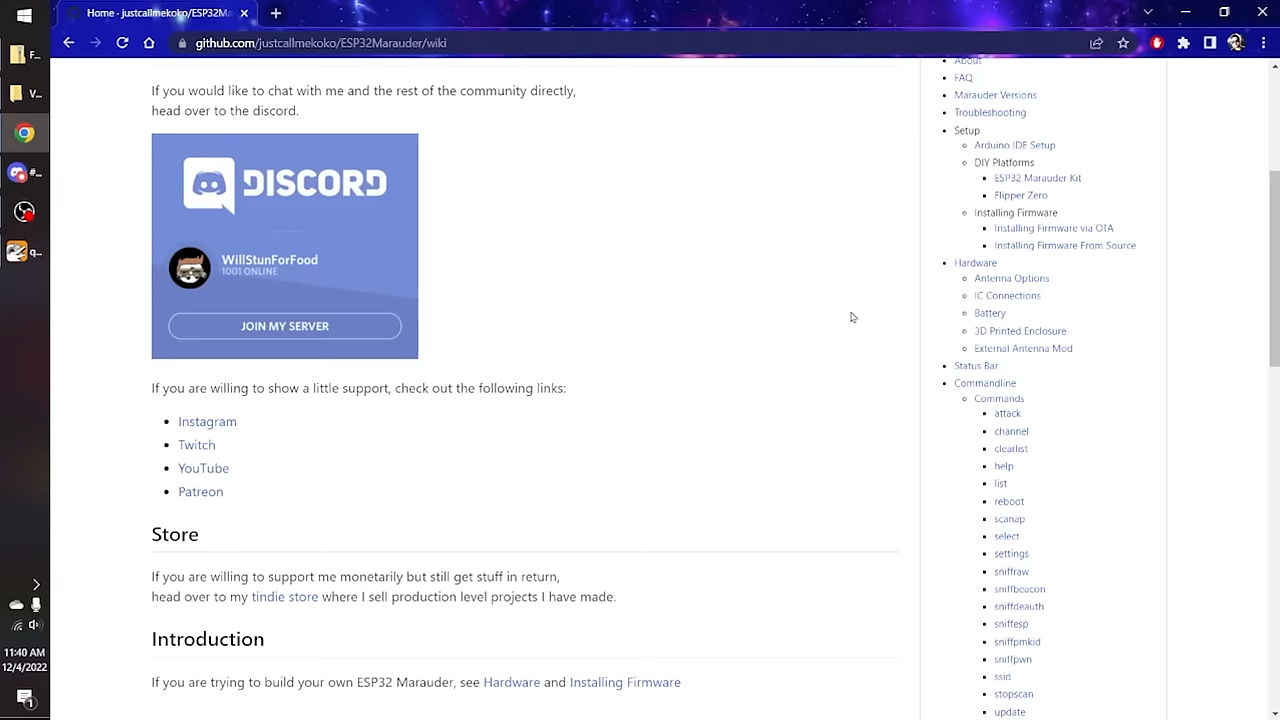 Home · justcallmekoko/ESP32Ma
github.com/justcallmekoko/ESP32Marauder/wiki
F...
V...
#...
If you would like to chat with me and the rest of the community directly,
head over to the discord.
DISCORD
WillStunForFood
1001 ONLINE
JOIN MY SERVER
If you are willing to show a little support, check out the following links:
Instagram
Twitch
YouTube
Patreon
Store
If you are willing to support me monetarily but still get stuff in return,
head over to my tindie store where I sell production level projects I have made.
Introduction
If you are trying to build your own ESP32 Marauder, see Hardware and Installing Firmware
About
FAQ
Marauder Versions
Troubleshooting
Setup
Arduino IDE Setup
DIY Platforms
ESP32 Marauder Kit
Flipper Zero
Installing Firmware
Installing Firmware via OTA
Installing Firmware From Source
Hardware
Antenna Options
IC Connections
Battery
3D Printed Enclosure
External Antenna Mod
Status Bar
Commandline
Commands
attack
channel
clearlist
help
list
reboot
scanap
select
settings
sniffraw
sniffbeacon
sniffdeauth
sniffesp
sniffpmkid
sniffpwn
ssid
stopscan
update
11:40 AM
12/4/2022
1